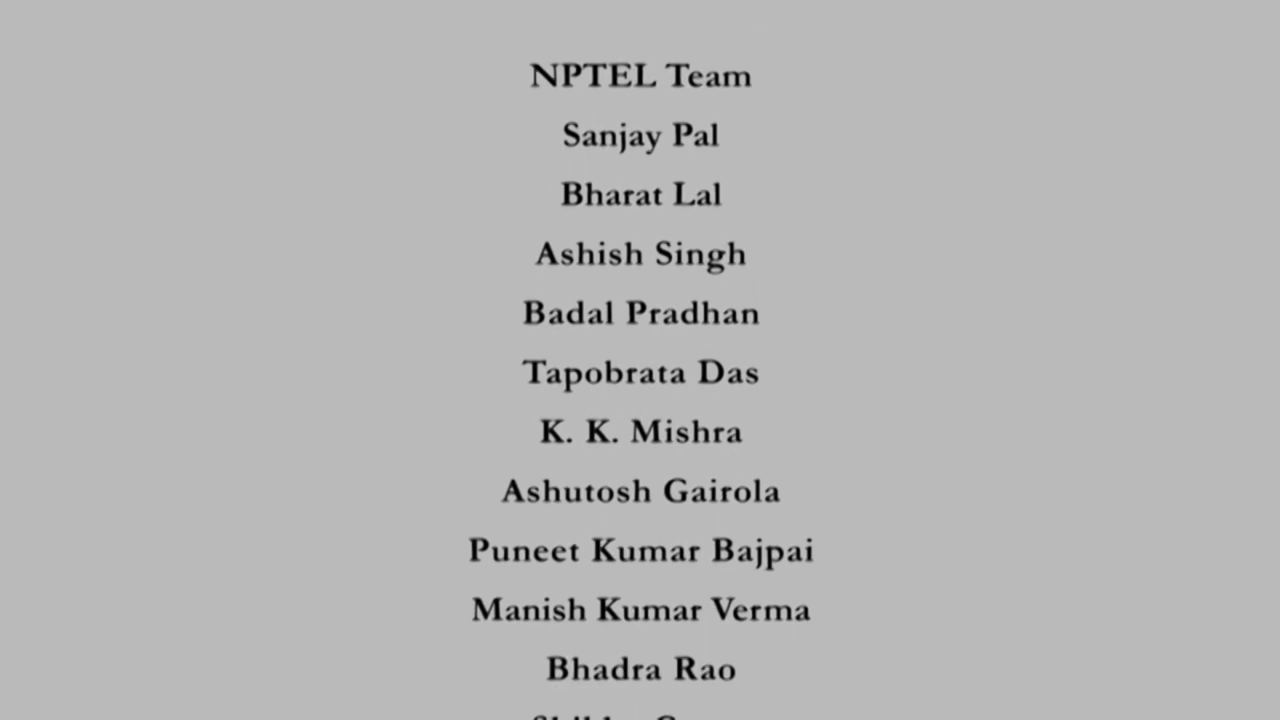 NPTEL Team
Sanjay Pal
Bharat Lal
Ashish Singh
Badal Pradhan
Tapobrata Das
K. K. Mishra
Ashutosh Gairola
Puneet Kumar Bajpai
Manish Kumar Verma
Bhadra Rao